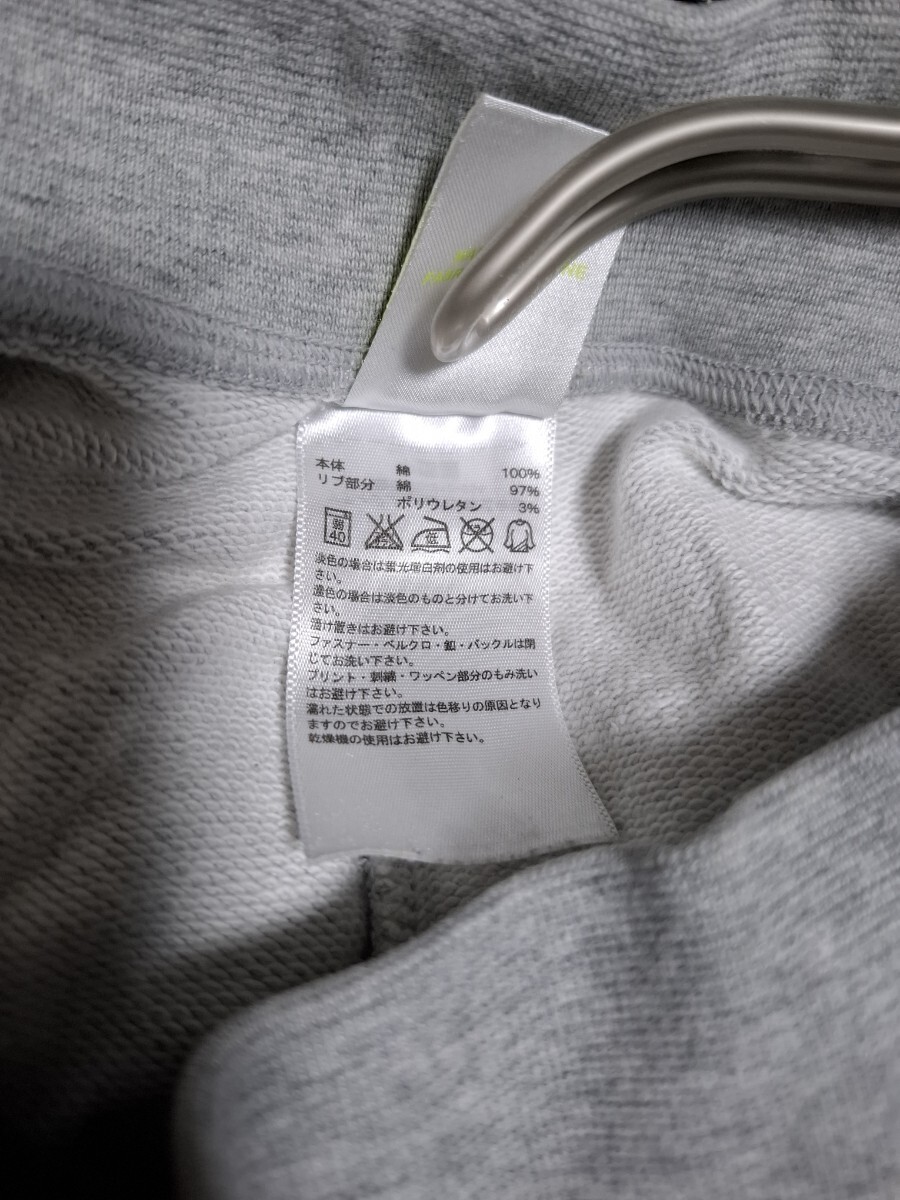 本体 綿 100%
リブ部分 綿 97%
ポリウレタン 3%
弱
40
低
淡色の場合は蛍光増白剤の使用はお避け下
さい。
濃色の場合は淡色のものと分けてお洗い下
さい。
漬け置きはお避け下さい。
ファスナー・ベルクロ・釦・バックルは閉
じてお洗い下さい。
プリント・刺繍・ワッペン部分のもみ洗い
はお避け下さい。
濡れた状態での放置は色移りの原因となり
ますのでお避け下さい。
乾燥機の使用はお避け下さい。